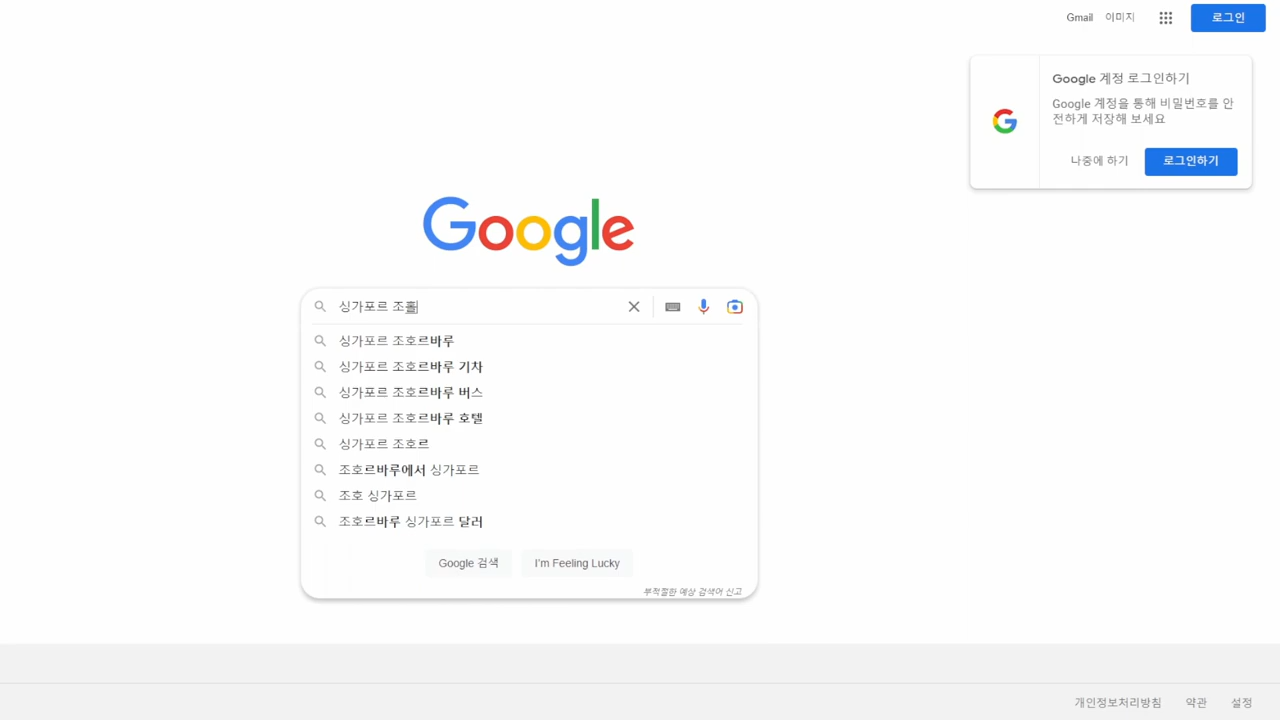 Gmail 이미지 로그인
Google 계정 로그인하기
Google 계정을 통해 비밀번호를 안
전하게 저장해 보세요
나중에 하기 로그인하기
Google
싱가포르 조홀
싱가포르 조호르바루
싱가포르 조호르바루 기차
싱가포르 조호르바루 버스
싱가포르 조호르바루 호텔
싱가포르 조호르
조호르바루에서 싱가포르
조호 싱가포르
조호르바루 싱가포르 달러
Google 검색 I'm Feeling Lucky
부적절한 예상 검색어 신고
개인정보처리방침 약관 설정